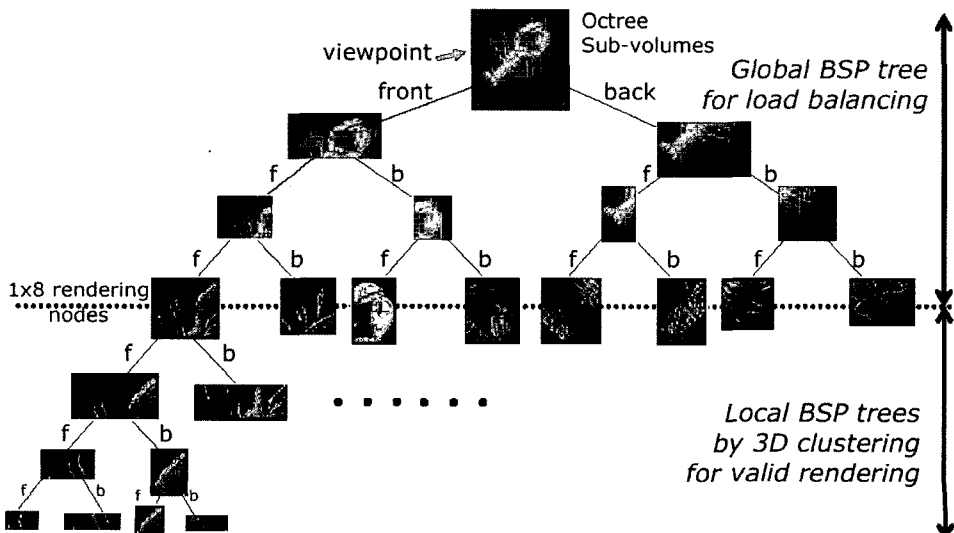 Octree
Sub-volumes
viewpoint
front
back
Global BSP tree
for load balancing
f
b
f
b
f
b
f
b
f
b
f
b
1x8 rendering
nodes
f
b
f
b
f
b
f
b
Local BSP trees
by 3D clustering
for valid rendering